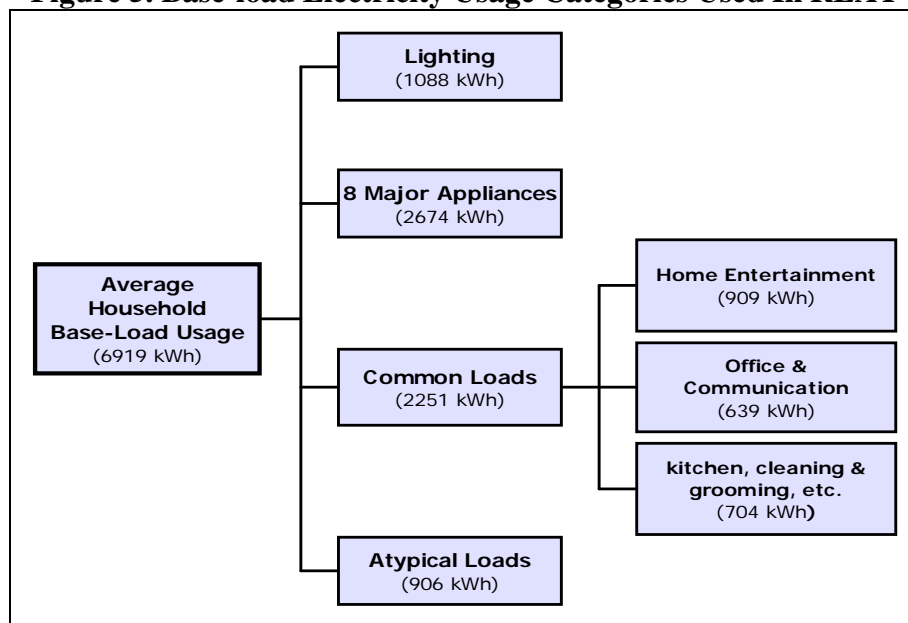 Figure Base-load Electricity Usage Categories Used In
Lighting
(1088 kWh)
8 Major Appliances
(2674 kWh)
Average
Household
Base-Load Usage
(6919 kWh)
Common Loads
(2251 kWh)
Atypical Loads
(906 kWh)
Home Entertainment
(909 kWh)
Office &
Communication
(639 kWh)
kitchen, cleaning &
grooming, etc.
(704 kWh)